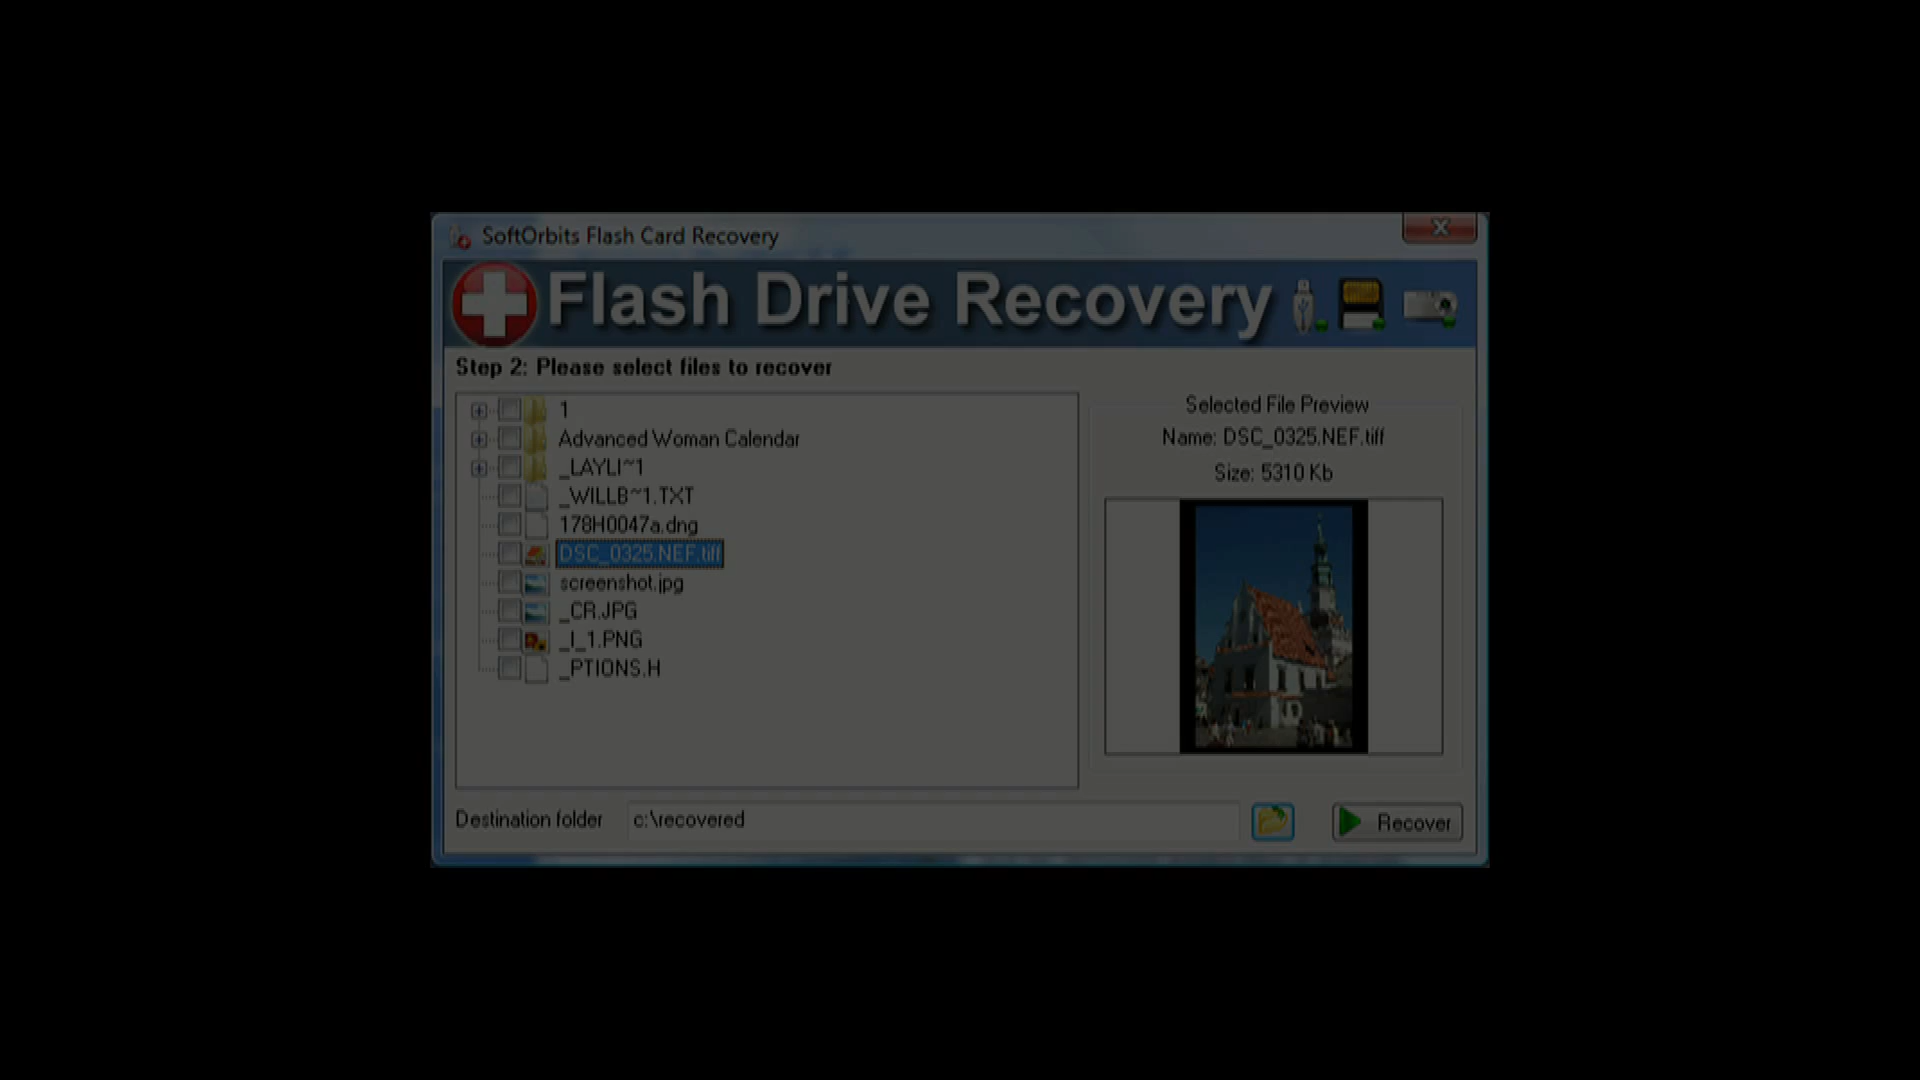 SoftOrbits Flash Card Recovery
Flash Drive Recovery
Step 2: Please select files to recover
1
Advanced Woman Calendar
_LAYLI~1
_WILLB~1.TXT
178H0047a.dng
DSC_0325.NEF.tiff
screenshot.jpg
_CR.JPG
_I_1.PNG
_PTIONS.H
Selected File Preview
Name: DSC_0325.NEF.tiff
Size: 5310 Kb
Destination folder
c:\recovered
Recover